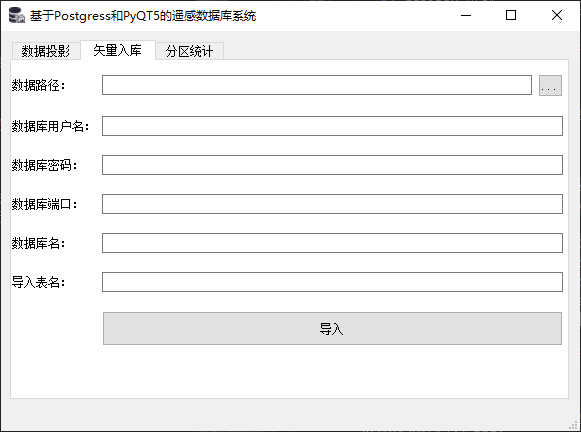 基于Postgress和PyQT5的遥感数据库系统
数据投影 矢量入库 分区统计
数据路径：
...
数据库用户名：
数据库密码：
数据库端口：
数据库名：
导入表名：
导入